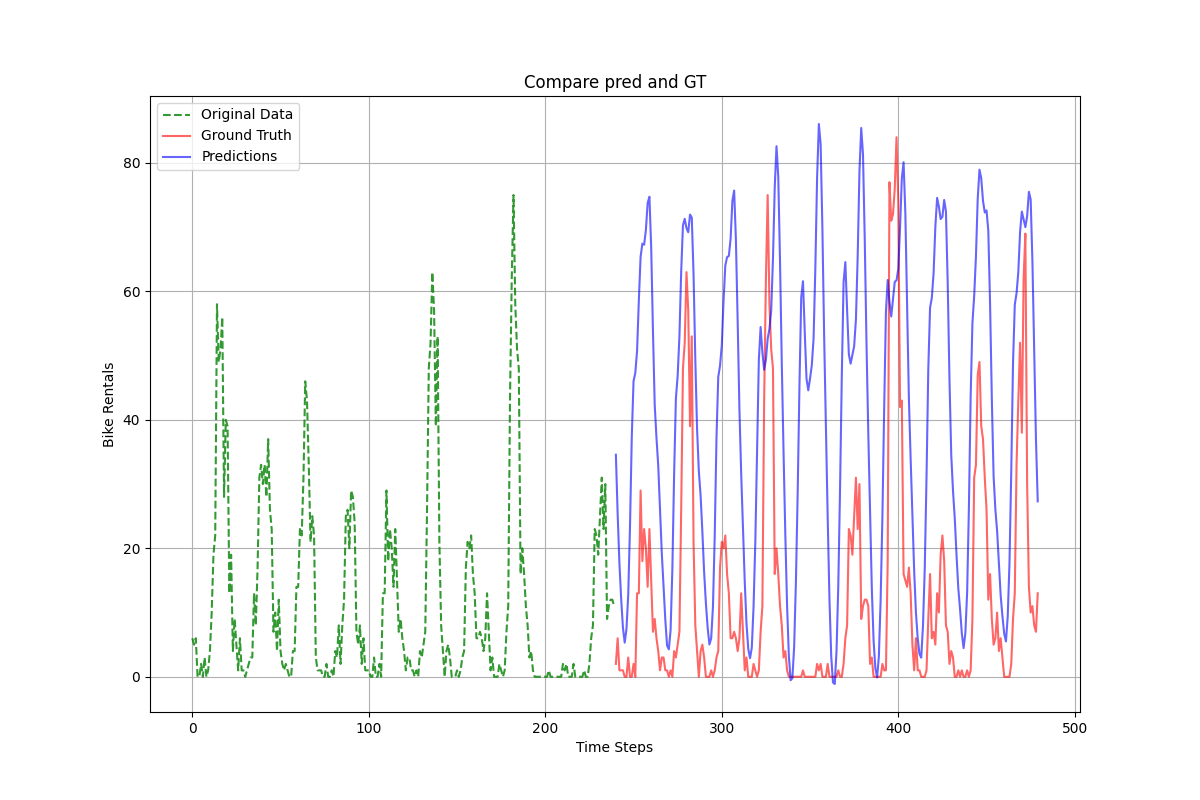 Compare pred and GT
Original Data
Ground Truth
Predictions
Bike Rentals
80
60
40
20
0
0 100 200 300 400 500
Time Steps